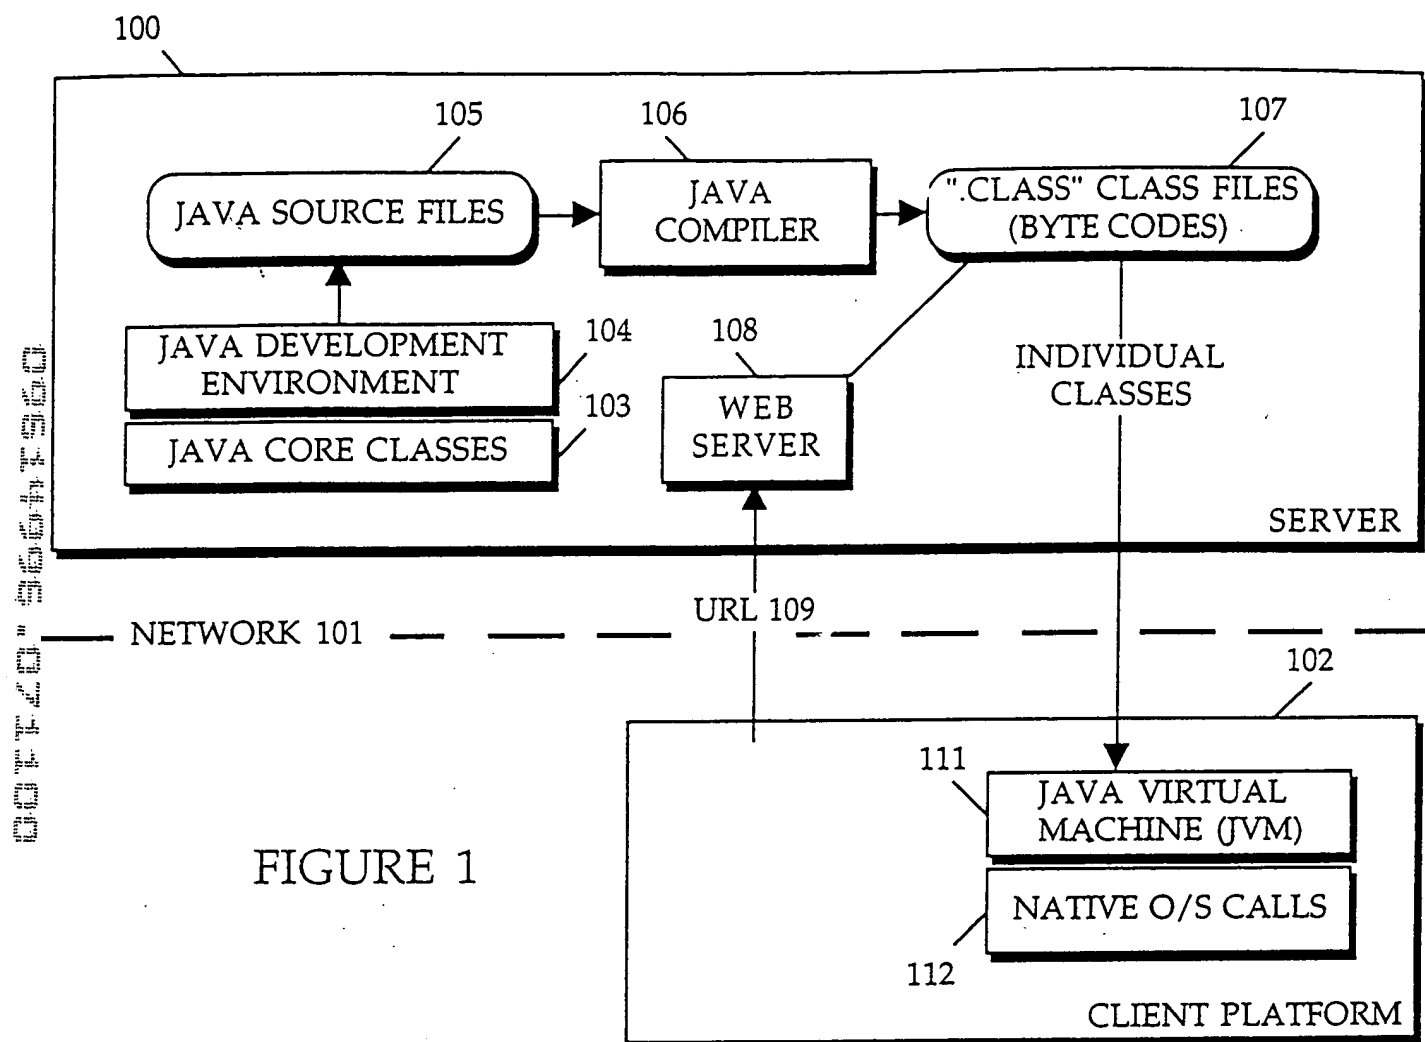 100
105
106
107
JAVA SOURCE FILES
JAVA
COMPILER
".CLASS" CLASS FILES
(BYTE CODES)
JAVA DEVELOPMENT
ENVIRONMENT
104
108
INDIVIDUAL
CLASSES
JAVA CORE CLASSES
103
WEB
SERVER
SERVER
URL 109
NETWORK 101
102
111
JAVA VIRTUAL
MACHINE (JVM)
FIGURE 1
NATIVE O/S CALLS
112
CLIENT PLATFORM